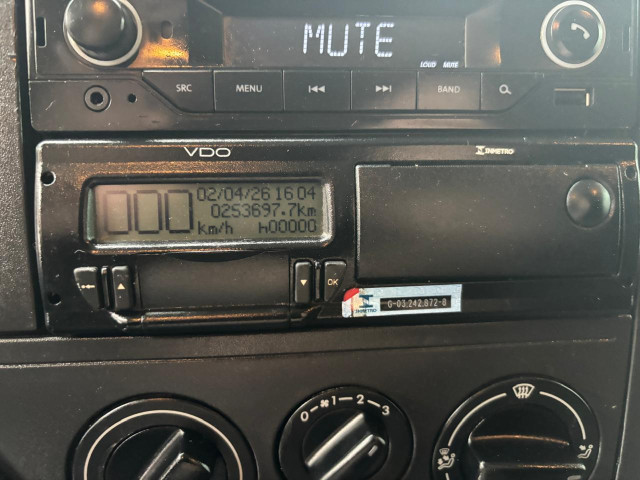 MUTE
LOUD MUTE
SRC MENU BAND
VDO INMETRO
000 02/04/26 16 04
0253697.7km
km/h h00000
OK
INMETRO 0-03.242.872-8
0 1 2 3